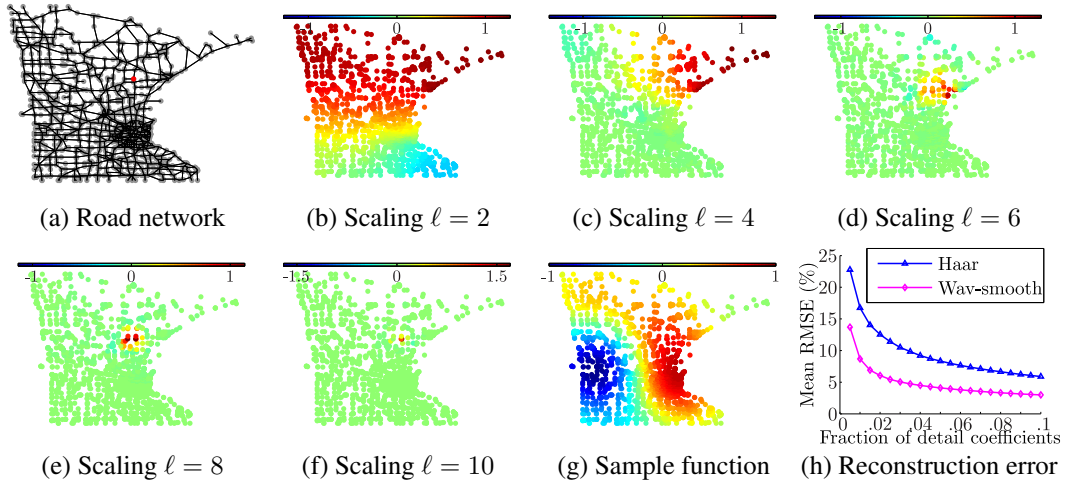 0 1
-1 0 1
-1 0 1
(a) Road network
(b) Scaling ℓ = 2
(c) Scaling ℓ = 4
(d) Scaling ℓ = 6
-1 0 1
-1.5 0 1.5
-1 0 1
25
20
15
10
5
0
Mean RMSE (%)
Haar
Wav-smooth
0 .02 .04 .06 .08 .1
Fraction of detail coefficients
(e) Scaling ℓ = 8
(f) Scaling ℓ = 10
(g) Sample function
(h) Reconstruction error